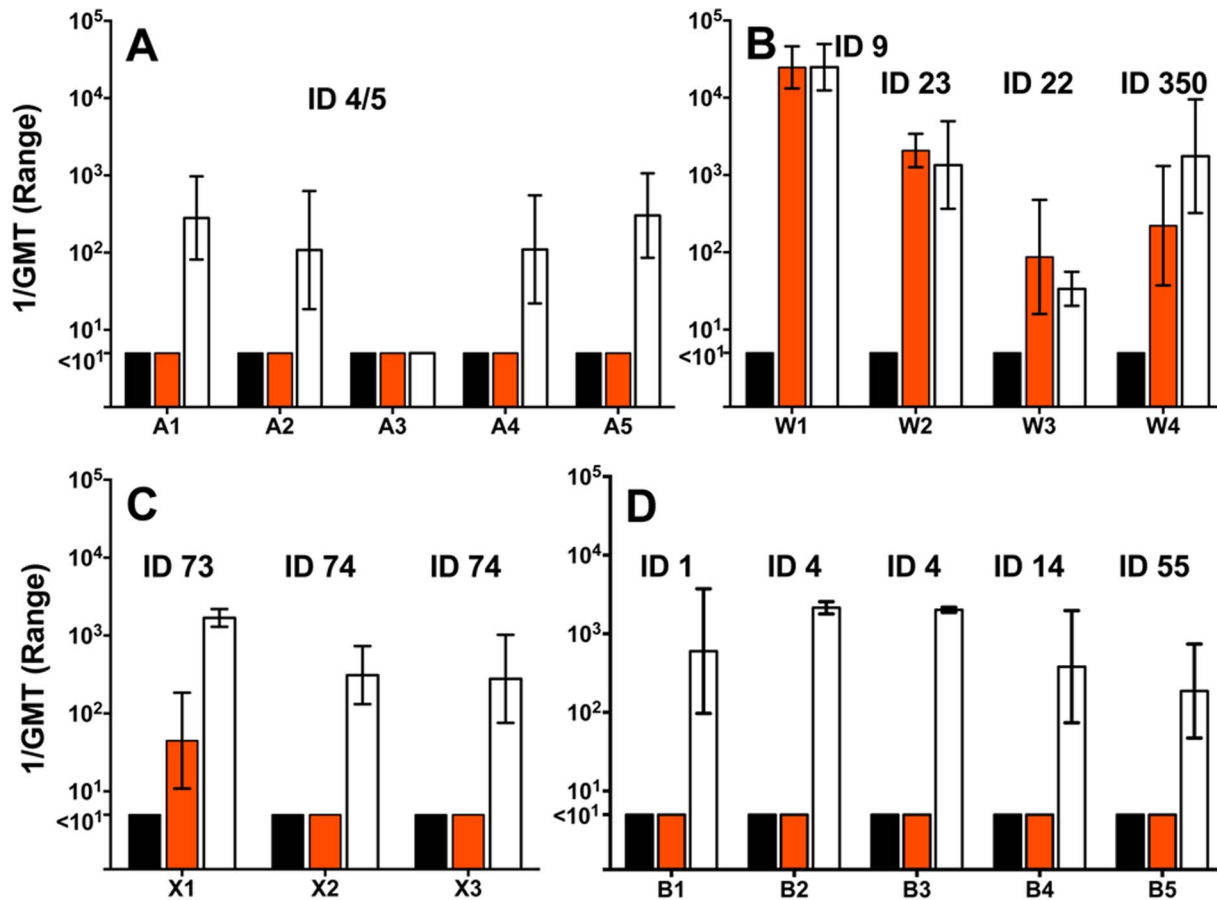 A
ID 4/5
1/GMT (Range)
10⁵
10⁴
10³
10²
10¹
<10¹
A1 A2 A3 A4 A5
B
ID 9
ID 23 ID 22 ID 350
10⁵
10⁴
10³
10²
10¹
<10¹
W1 W2 W3 W4
C
ID 73 ID 74 ID 74
1/GMT (Range)
10⁵
10⁴
10³
10²
10¹
<10¹
X1 X2 X3
D
ID 1 ID 4 ID 4 ID 14 ID 55
10⁵
10⁴
10³
10²
10¹
<10¹
B1 B2 B3 B4 B5